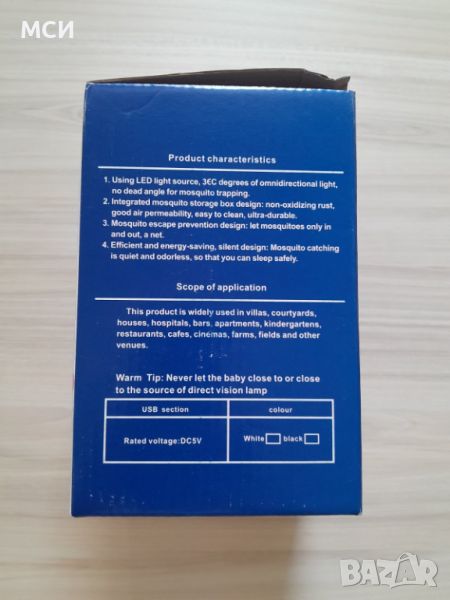 МСИ
Product characteristics
1. Using LED light source, 3€C degrees of omnidirectional light,
no dead angle for mosquito trapping.
2. Integrated mosquito storage box design: non-oxidizing rust,
good air permeability, easy to clean, ultra-durable.
3. Mosquito escape prevention design: let mosquitoes only in
and out, a net.
4. Efficient and energy-saving, silent design: Mosquito catching
is quiet and odorless, so that you can sleep safely.
Scope of application
This product is widely used in villas, courtyards,
houses, hospitals, bars, apartments, kindergartens,
restaurants, cafes, cinemas, farms, fields and other
venues.
Warm Tip: Never let the baby close to or close
to the source of direct vision lamp
USB section colour
Rated voltage:DC5V White black
BAZAR